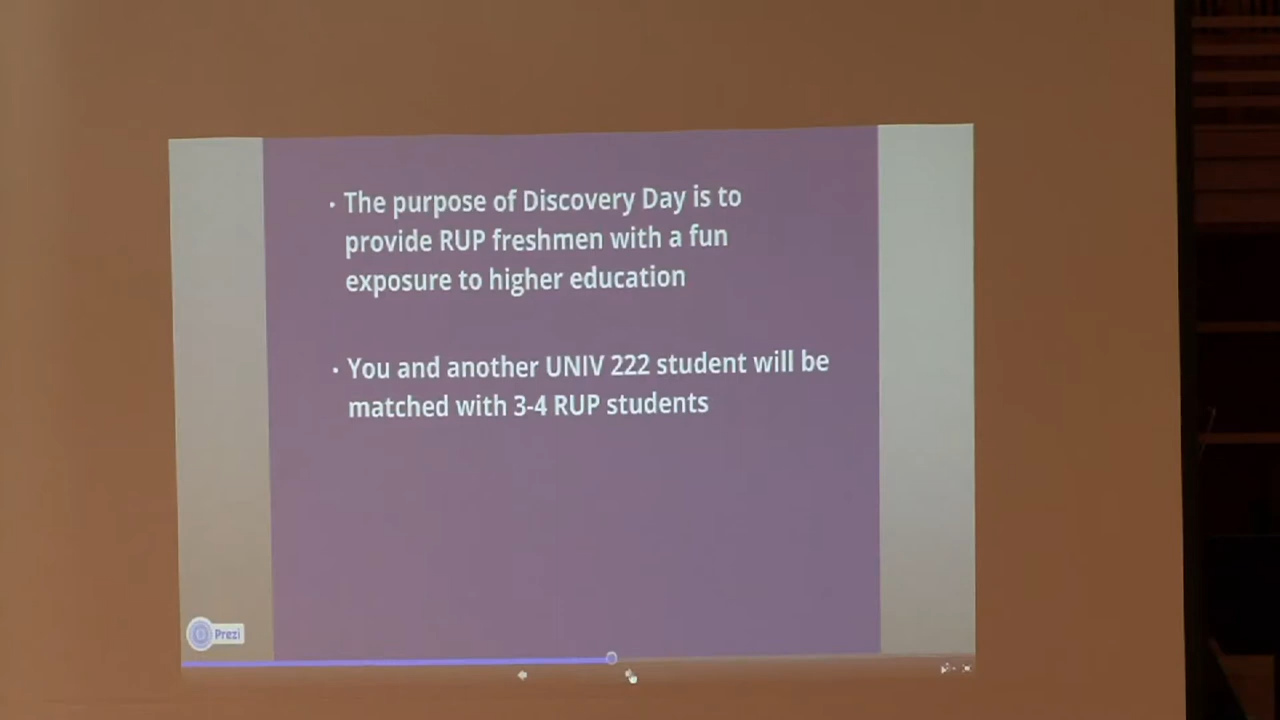 · The purpose of Discovery Day is to
provide RUP freshmen with a fun
exposure to higher education
· You and another UNIV 222 student will be
matched with 3-4 RUP students
Prezi